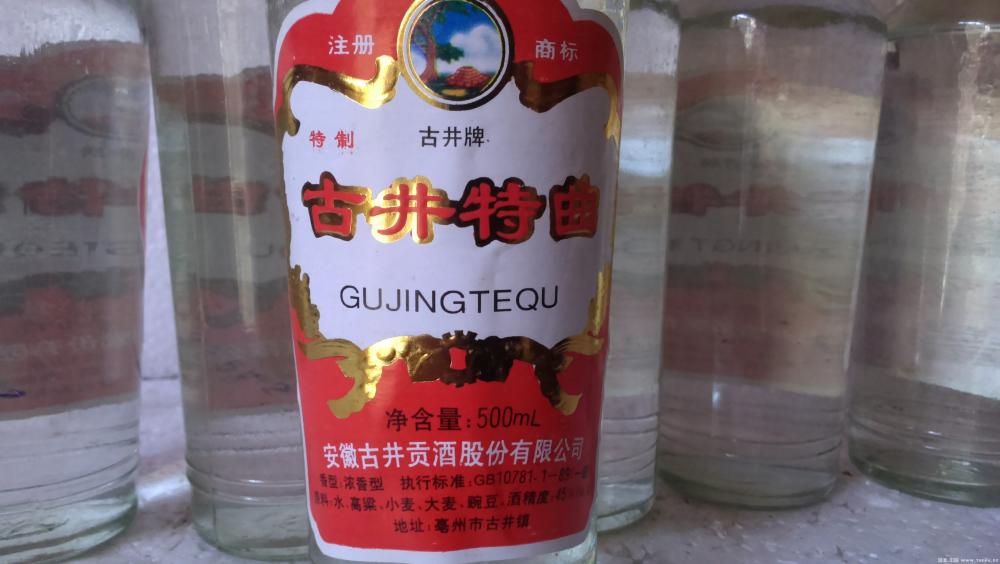 注册 商标
特制 古井牌
古井特曲
GUJINGTEQU
净含量:500mL
安徽古井贡酒股份有限公司
香型:浓香型 执行标准:GB10781.1-89(一级
原料:水、高粱、小麦、大麦、豌豆、酒精度:45%
地址:亳州市古井镇